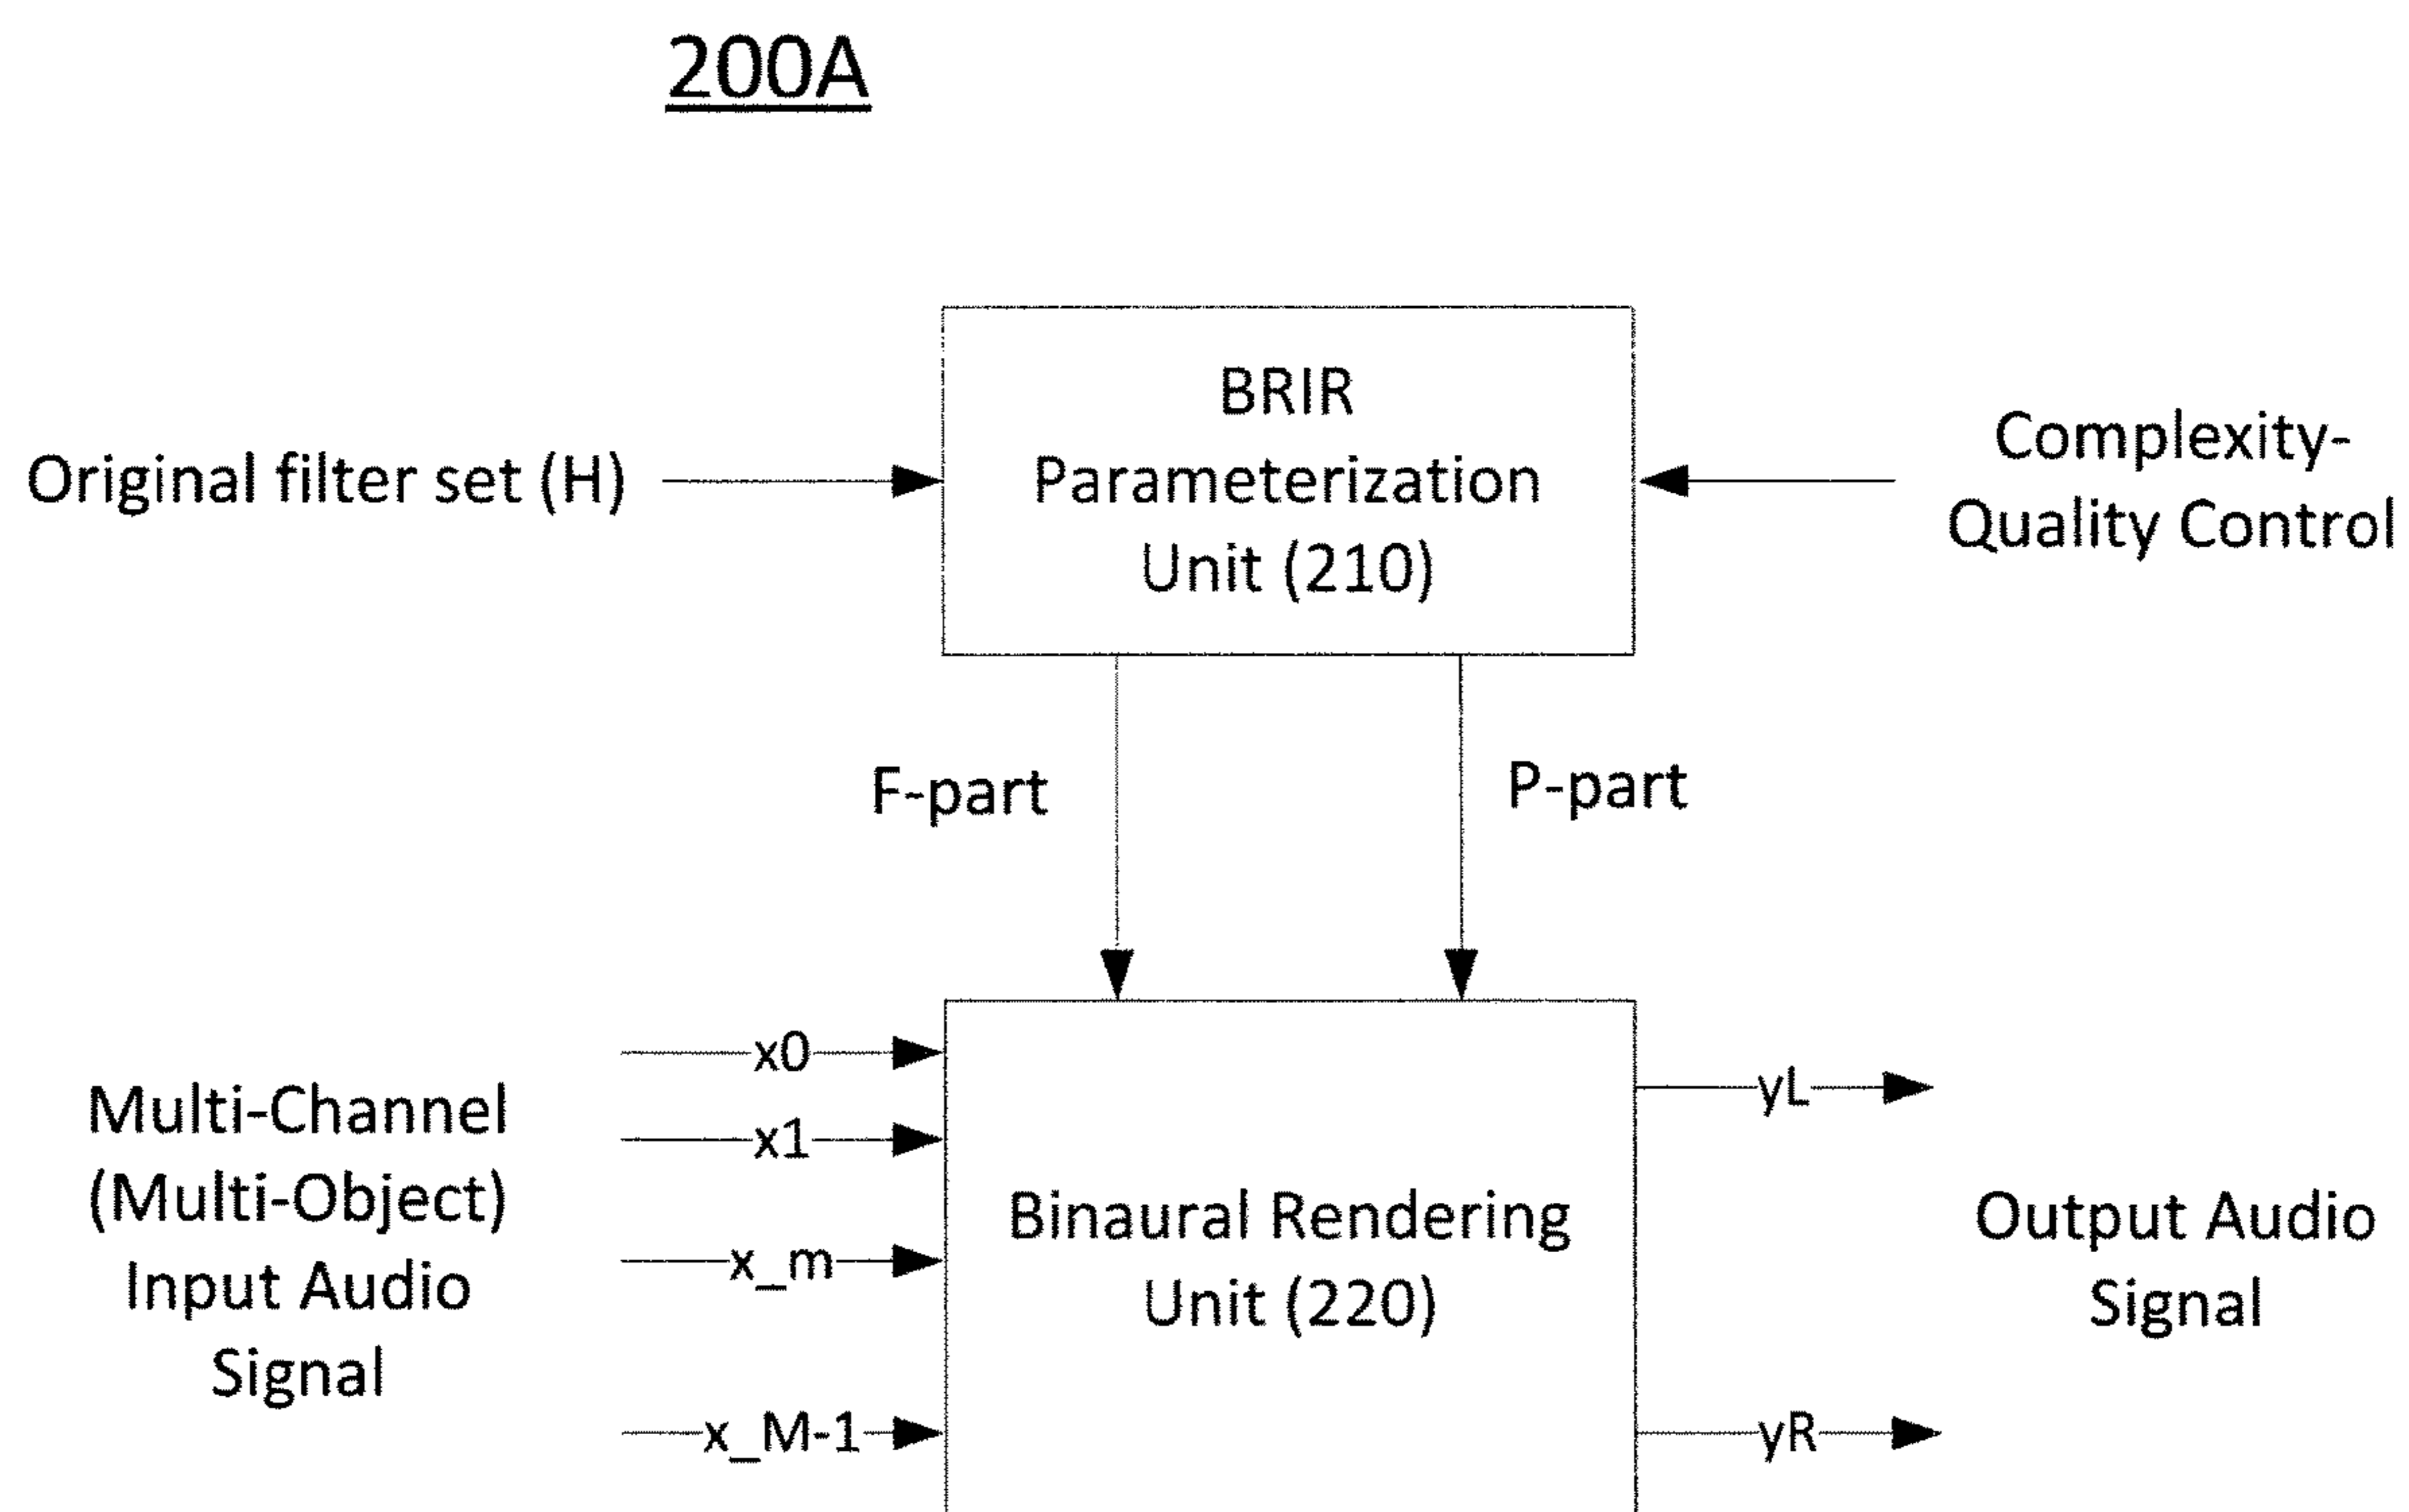 200A
BRIR
Parameterization
Unit (210)
Original filter set (H)
Complexity-
Quality Control
F-part
P-part
Multi-Channel
(Multi-Object)
Input Audio
Signal
x0
x1
x_m
x_M-1
Binaural Rendering
Unit (220)
yL
yR
Output Audio
Signal